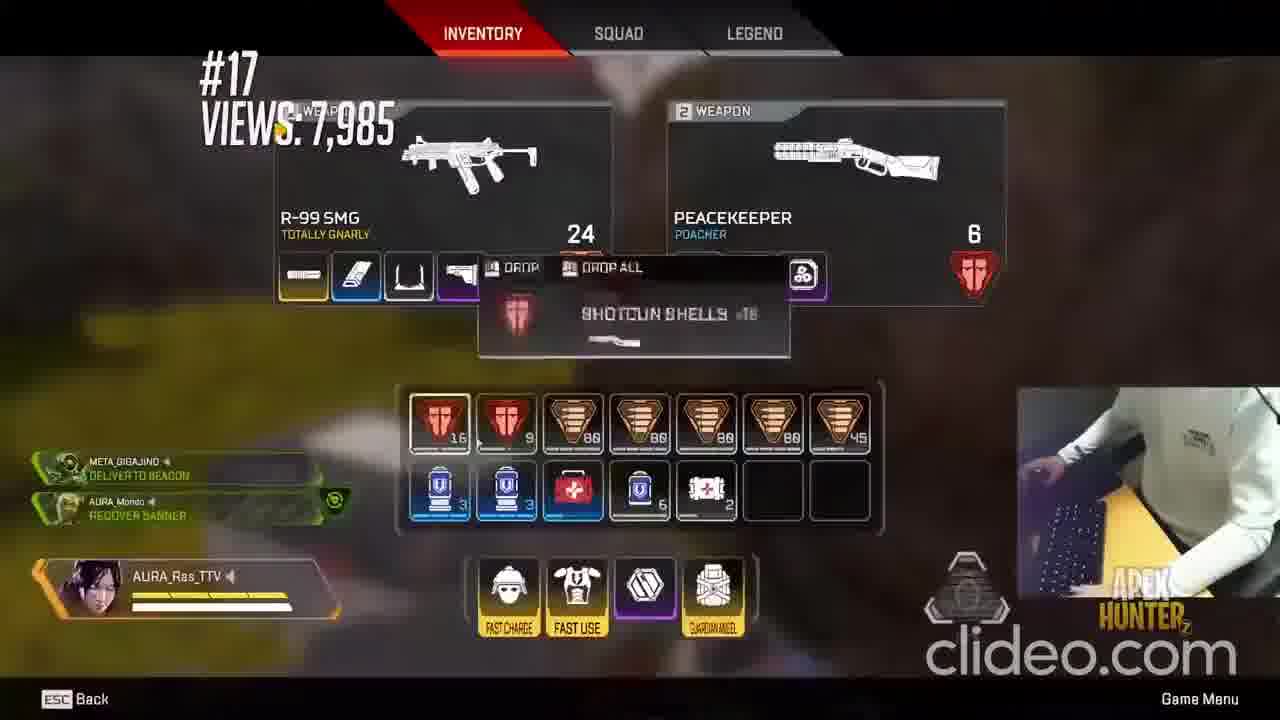 INVENTORY
SQUAD
LEGEND
#17
VIEWS: 7,985
2 WEAPON
R-99 SMG
TOTALLY GNARLY
24
PEACEKEEPER
POACHER
6
DROP
DROP ALL
SHOTGUN SHELLS
16
9
80
80
80
80
45
3
3
6
2
META_GIGAJIND
DELIVER TO BEACON
AURA_Mondo
RECOVER BANNER
AURA_Ras_TTV
FAST CHARGE
FAST USE
GUARDIAN ANGEL
APEX
HUNTERz
clideo.com
ESC Back
Game Menu